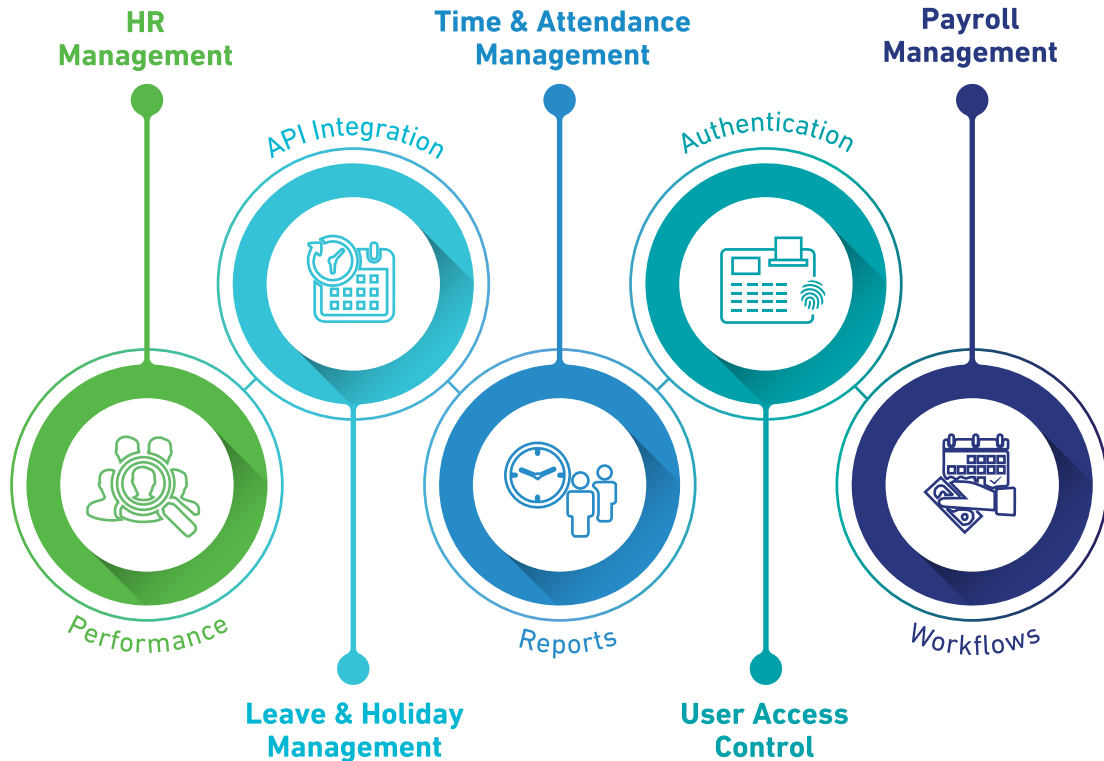 HR
Management
Time & Attendance
Management
Payroll
Management
API Integration
Authentication
Performance
Reports
Workflows
Leave & Holiday
Management
User Access
Control